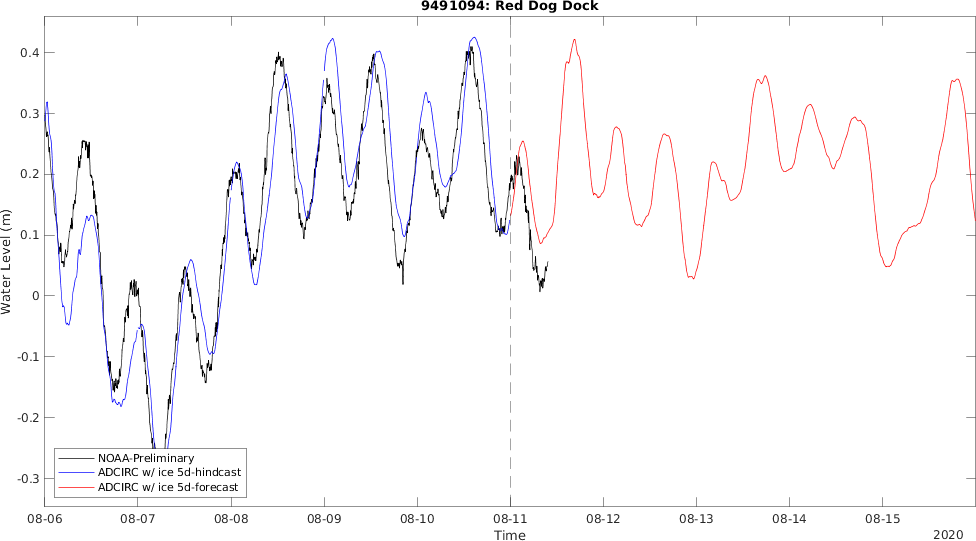 9491094: Red Dog Dock
Water Level (m)
0.4
0.3
0.2
0.1
0
-0.1
-0.2
-0.3
NOAA-Preliminary
ADCIRC w/ ice 5d-hindcast
ADCIRC w/ ice 5d-forecast
08-06 08-07 08-08 08-09 08-10 08-11 08-12 08-13 08-14 08-15
Time
2020